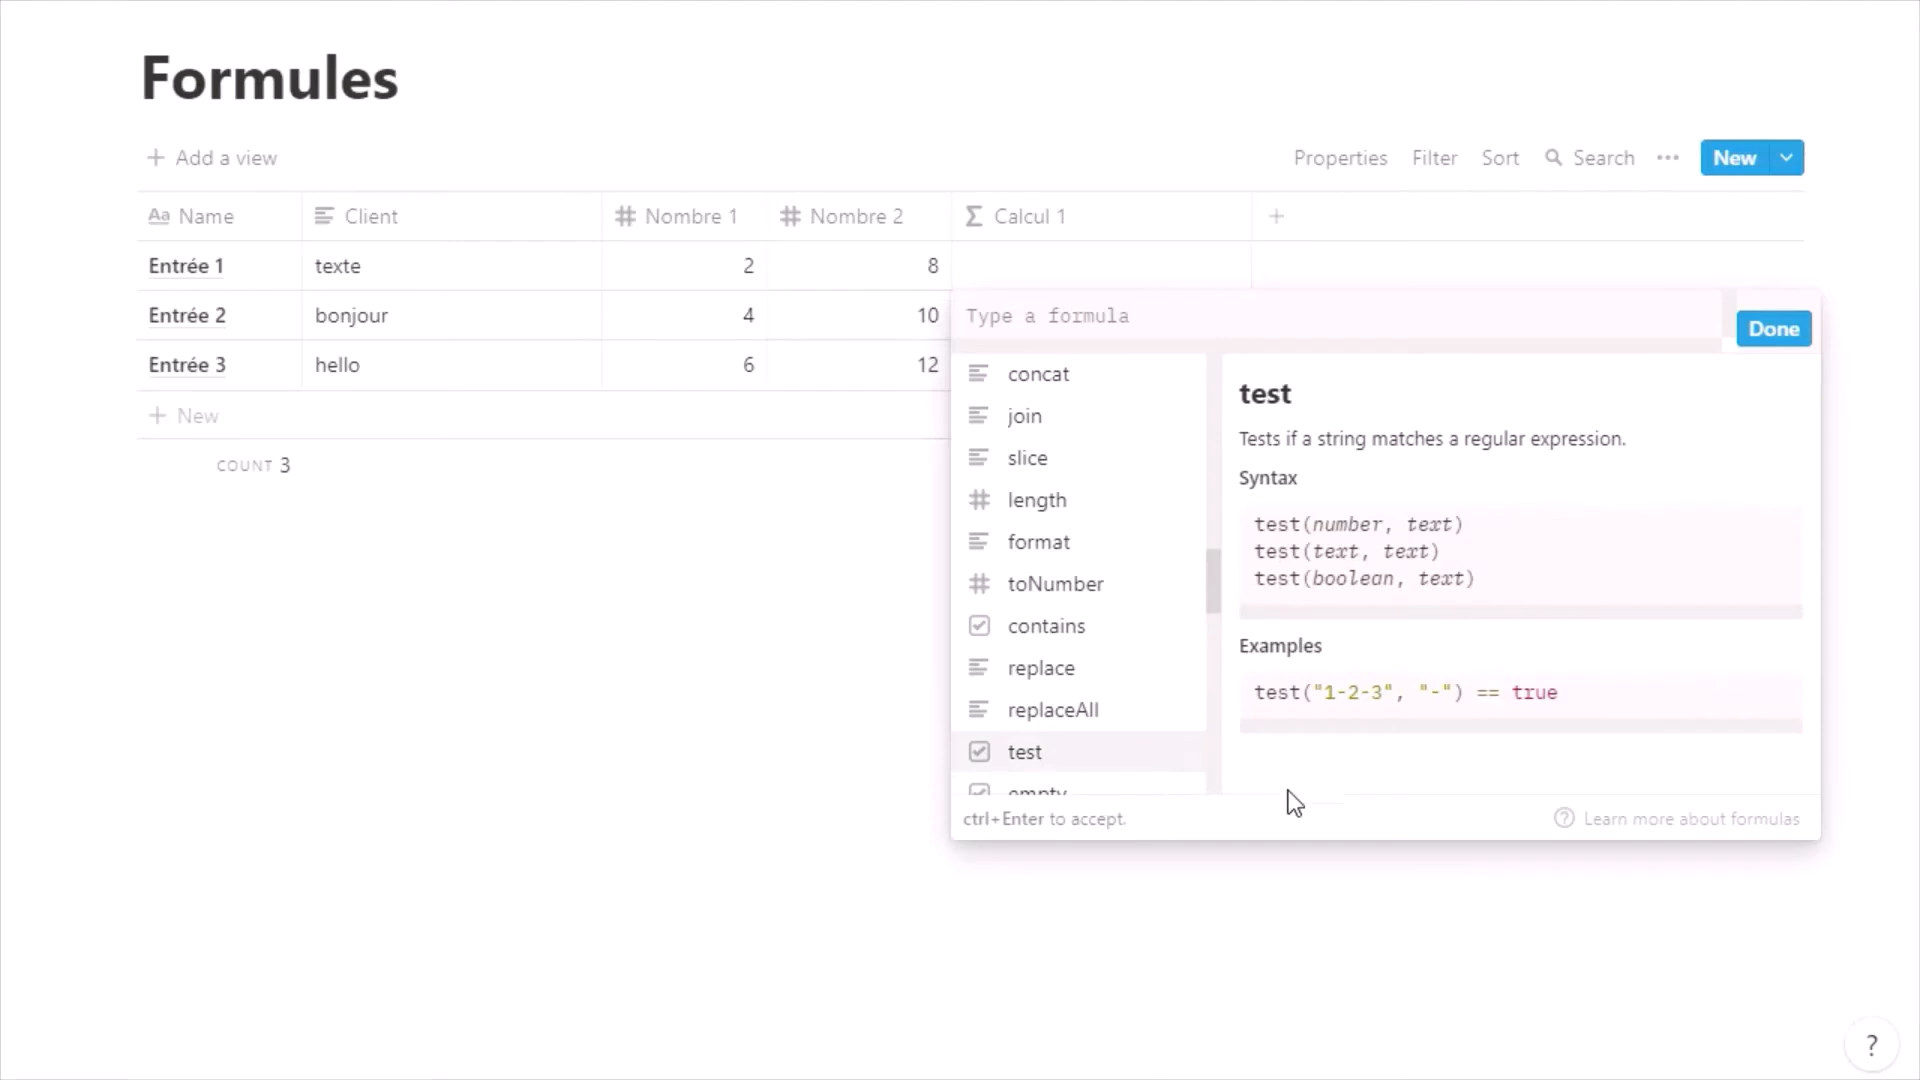 Formules
Add a view
Properties Filter Sort Search New
Aa Name Client Nombre 1 Nombre 2 Σ Calcul 1
Entrée 1 texte 2 8
Entrée 2 bonjour 4 10
Entrée 3 hello 6 12
New
COUNT 3
Type a formula
Done
concat
join
slice
length
format
toNumber
contains
replace
replaceAll
test
empty
test
Tests if a string matches a regular expression.
Syntax
test(number, text)
test(text, text)
test(boolean, text)
Examples
test("1-2-3", "-") == true
ctrl+Enter to accept.
? Learn more about formulas
?